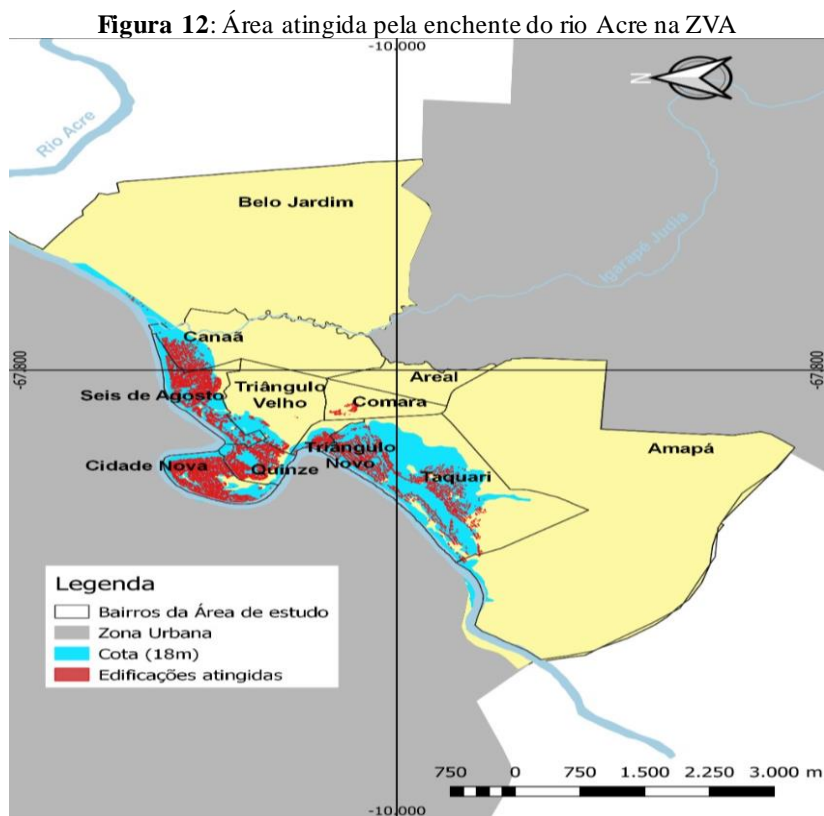 Figura 12: Área atingida pela enchente do rio Acre na ZVA
-10.000
N
Rio Acre
Belo Jardim
Igarapé Judia
Canaã
-67.800
-67.800
Areal
Triângulo
Velho
Seis de Agosto
Comara
Amapá
Triângulo
Novo
Cidade Nova
Quinze
Taquari
Legenda
Bairros da Área de estudo
Zona Urbana
Cota (18m)
Edificações atingidas
750 0 750 1.500 2.250 3.000 m
-10.000